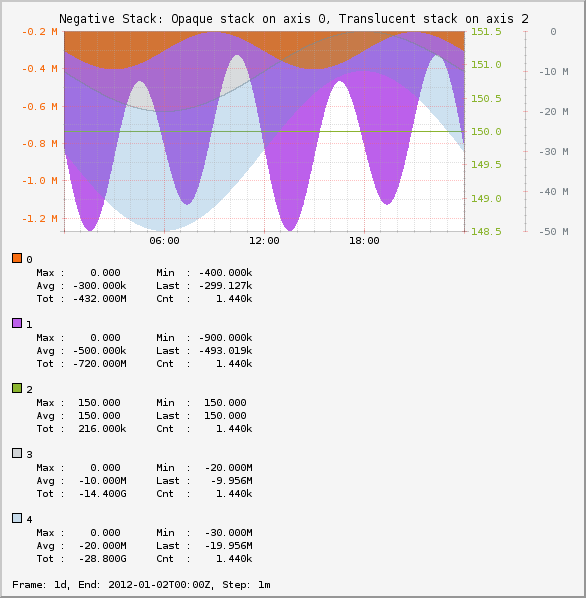 Negative Stack: Opaque stack on axis 0, Translucent stack on axis 2
-0.2 M 151.5 0
-0.4 M 151.0 -10 M
-0.6 M 150.5 -20 M
-0.8 M 150.0 -30 M
-1.0 M 149.5 -40 M
-1.2 M 149.0 -50 M
148.5
06:00 12:00 18:00
0
Max : 0.000 Min : -400.000k
Avg : -300.000k Last : -299.127k
Tot : -432.000M Cnt : 1.440k
1
Max : 0.000 Min : -900.000k
Avg : -500.000k Last : -493.019k
Tot : -720.000M Cnt : 1.440k
2
Max : 150.000 Min : 150.000
Avg : 150.000 Last : 150.000
Tot : 216.000k Cnt : 1.440k
3
Max : 0.000 Min : -20.000M
Avg : -10.000M Last : -9.956M
Tot : -14.400G Cnt : 1.440k
4
Max : 0.000 Min : -30.000M
Avg : -20.000M Last : -19.956M
Tot : -28.800G Cnt : 1.440k
Frame: 1d, End: 2012-01-02T00:00Z, Step: 1m